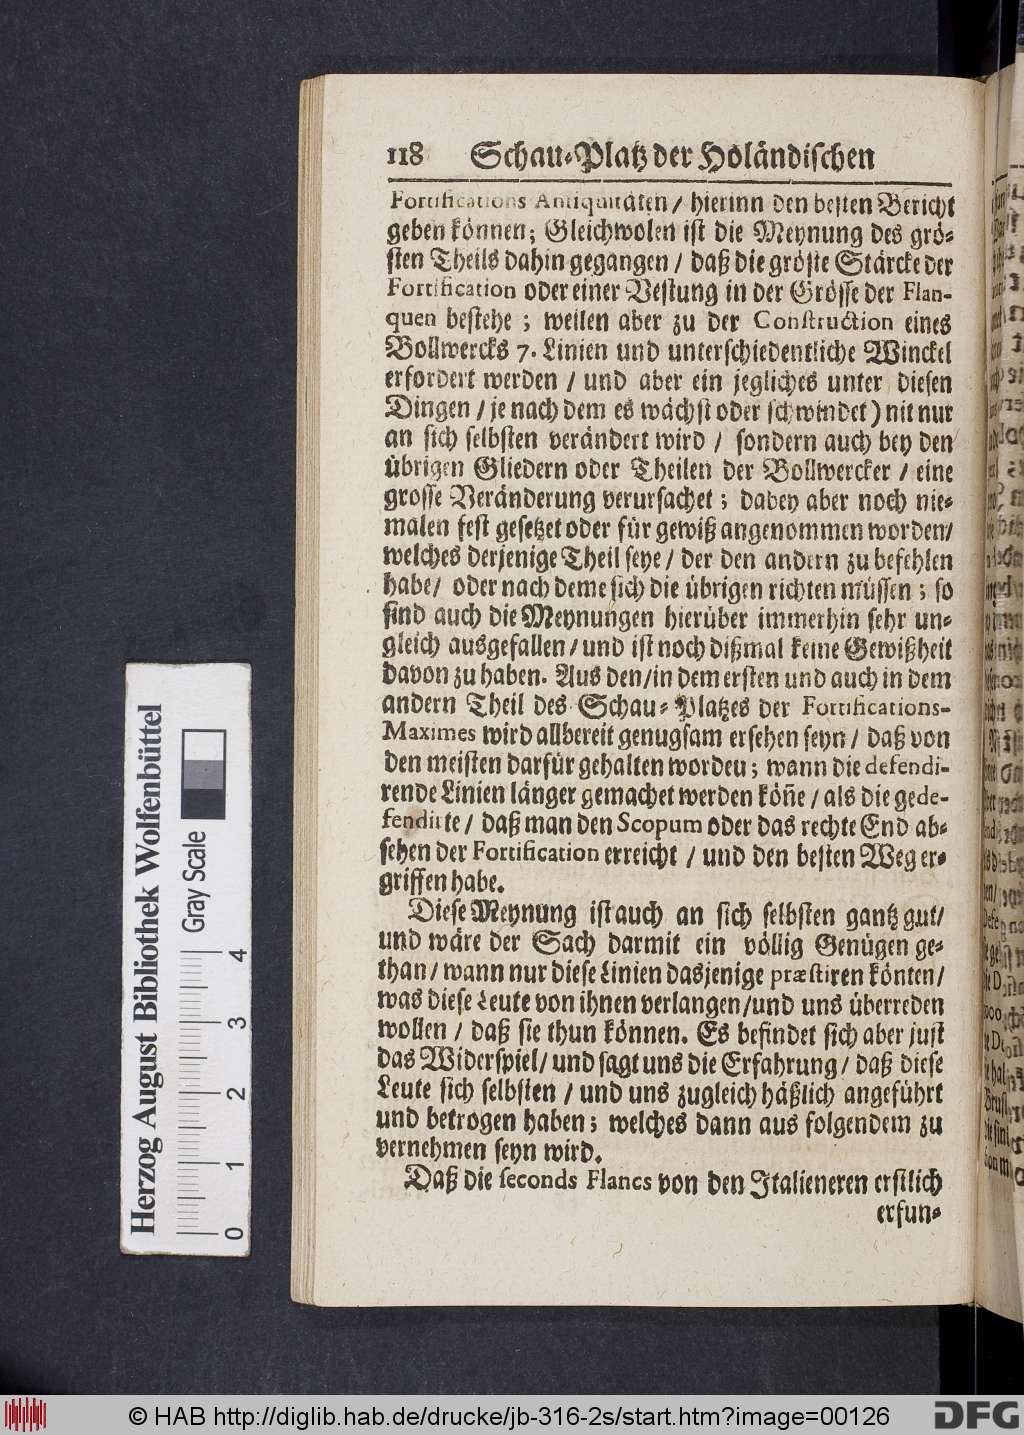 118 Schau-Platz der Holändischen
Fortifications Antiquitäten / hierinn den besten Bericht
geben können; Gleichwolen ist die Meynung des grö-
sten Theils dahin gegangen / daß die gröste Stärcke der
Fortification oder einer Vestung in der Grösse der Flan-
quen bestehe ; weilen aber zu der Construction eines
Bollwercks 7. Linien und unterschiedentliche Winckel
erfordert werden / und aber ein jegliches unter diesen
Dingen / je nach dem es wächst oder schwindet ) nit nur
an sich selbsten verändert wird / sondern auch bey den
übrigen Gliedern oder Theilen der Bollwercker / eine
grosse Veränderung verursachet ; dabey aber noch nie-
malen fest gesetzet oder für gewiß angenommen worden/
welches derjenige Theil seye / der den andern zu befehlen
habe/ oder nach deme sich die übrigen richten müssen ; so
sind auch die Meynungen hierüber immerhin sehr un-
gleich ausgefallen / und ist noch dißmal keine Gewißheit
davon zu haben. Aus den/in dem ersten und auch in dem
andern Theil des Schau-Platzes der Fortifications-
Maximes wird allbereit genugsam ersehen seyn / daß von
den meisten darfür gehalten wordeu ; wann die defendi-
rende Linien länger gemachet werden köñe / als die gede-
fendirte / daß man den Scopum oder das rechte End ab-
sehen der Fortification erreicht / und den besten Weg er-
griffen habe.
Diese Meynung ist auch an sich selbsten gantz gut/
und wäre der Sach darmit ein völlig Genügen ge-
than / wann nur diese Linien dasjenige præstiren könten/
was diese Leute von ihnen verlangen/und uns überreden
wollen / daß sie thun können. Es befindet sich aber just
das Widerspiel/ und sagt uns die Erfahrung / daß diese
Leute sich selbsten / und uns zugleich häßlich angeführt
und betrogen haben ; welches dann aus folgendem zu
vernehmen seyn wird.
Daß die seconds Flancs von den Italieneren erstlich
erfun-
Herzog August Bibliothek Wolfenbüttel
Gray Scale
0 1 2 3 4
© HAB http://diglib.hab.de/drucke/jb-316-2s/start.htm?image=00126
DFG